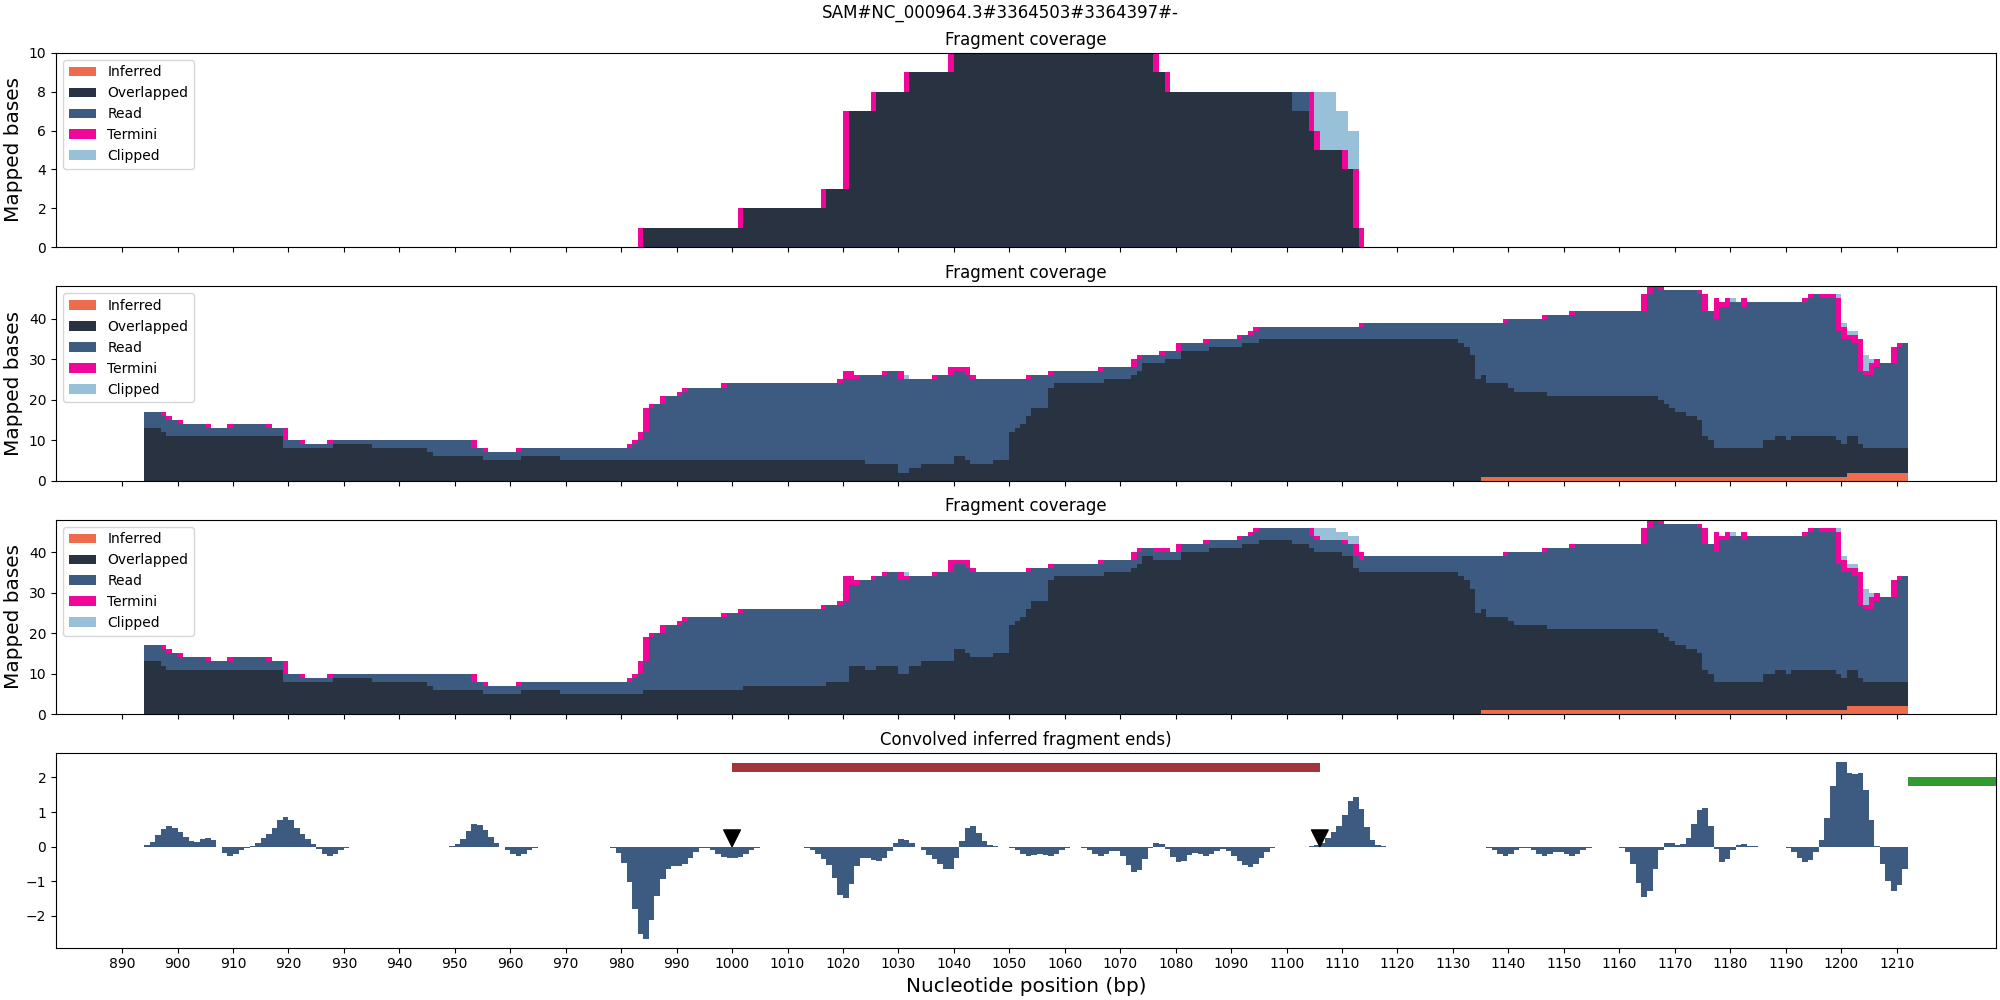 SAM#NC_000964.3#3364503#3364397#-
Fragment coverage
Mapped bases
10
8
6
4
2
0
Inferred
Overlapped
Read
Termini
Clipped
Fragment coverage
Mapped bases
40
30
20
10
0
Inferred
Overlapped
Read
Termini
Clipped
Fragment coverage
Mapped bases
40
30
20
10
0
Inferred
Overlapped
Read
Termini
Clipped
Convolved inferred fragment ends)
2
1
0
−1
−2
890 900 910 920 930 940 950 960 970 980 990 1000 1010 1020 1030 1040 1050 1060 1070 1080 1090 1100 1110 1120 1130 1140 1150 1160 1170 1180 1190 1200 1210
Nucleotide position (bp)